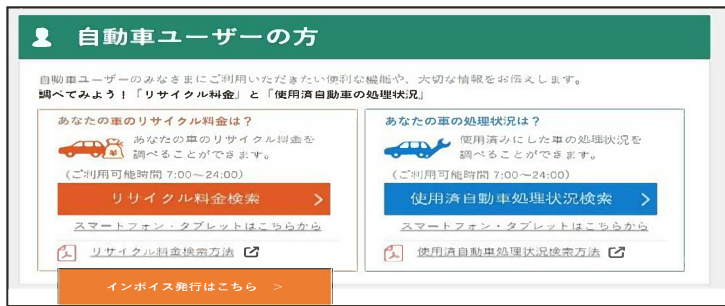 自動車ユーザーの方
自動車ユーザーのみなさまにご利用いただきたい便利な機能や、大切な情報をお伝えします。
調べてみよう!「リサイクル料金」と「使用済自動車の処理状況」
あなたの車のリサイクル料金は?
あなたの車のリサイクル料金を
調べることができます。
(ご利用可能時間 7:00~24:00)
リサイクル料金検索 >
スマートフォン・タブレットはこちらから
リサイクル料金検索方法
あなたの車の処理状況は?
使用済みにした車の処理状況を
調べることができます。
(ご利用可能時間 7:00~24:00)
使用済自動車処理状況検索 >
スマートフォン・タブレットはこちらから
使用済自動車処理状況検索方法
インボイス発行はこちら >